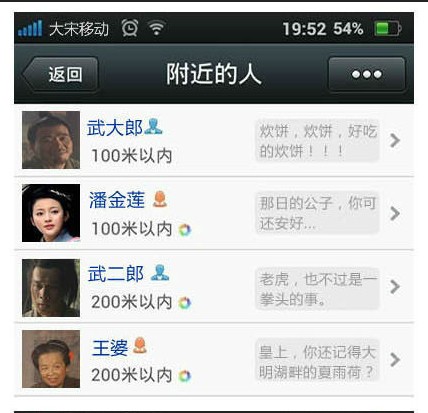 大宋移动 19:52 54%
返回 附近的人
武大郎
100米以内
炊饼，炊饼，好吃
的炊饼！！！
潘金莲
100米以内
那日的公子，你可
还安好...
武二郎
200米以内
老虎，也不过是一
拳头的事。
王婆
200米以内
皇上，你还记得大
明湖畔的夏雨荷？